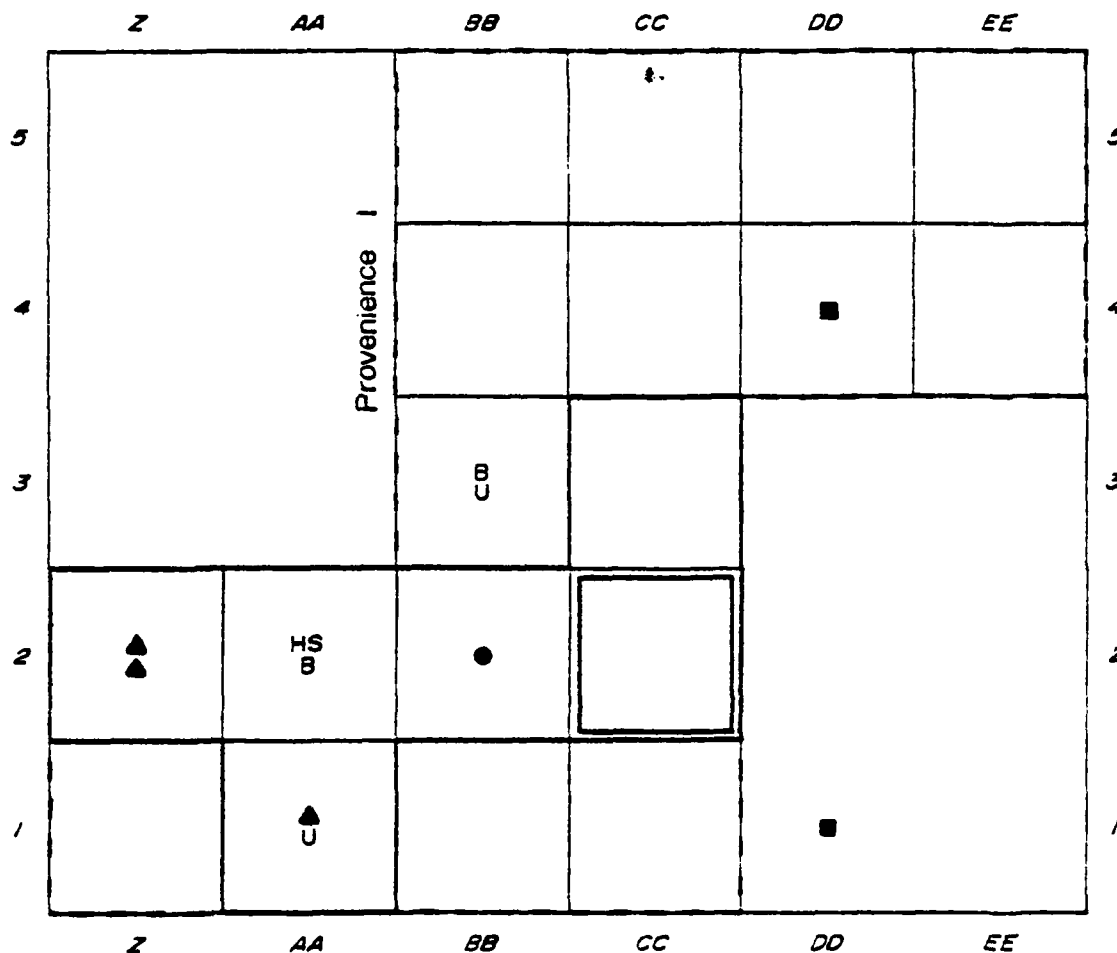 Z AA BB CC DD EE
5 5
Provenience I
4 4
3 B 3
U
HS
2 B 2
1 U 1
Z AA BB CC DD EE